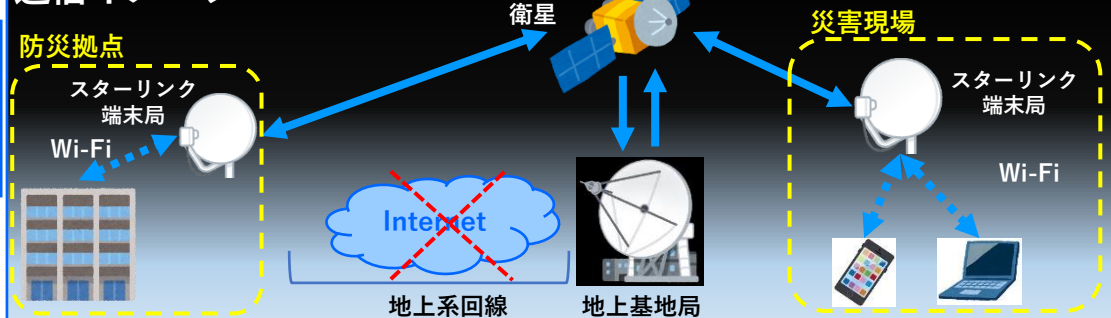 防災拠点
スターリンク
端末局
Wi-Fi
衛星
Internet
地上系回線
地上基地局
災害現場
スターリンク
端末局
Wi-Fi